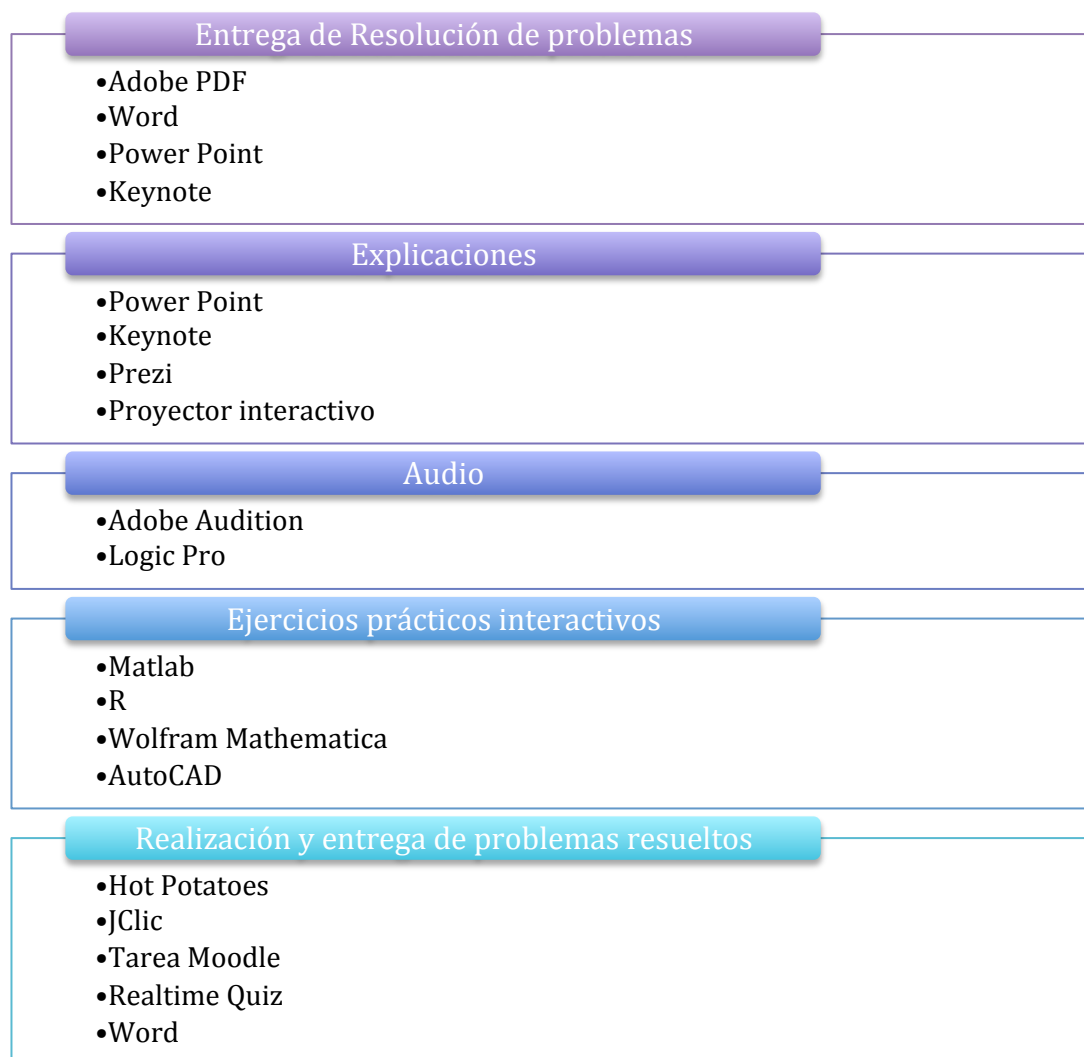 Entrega de Resolución de problemas
•Adobe PDF
•Word
•Power Point
•Keynote
Explicaciones
•Power Point
•Keynote
•Prezi
•Proyector interactivo
Audio
•Adobe Audition
•Logic Pro
Ejercicios prácticos interactivos
•Matlab
•R
•Wolfram Mathematica
•AutoCAD
Realización y entrega de problemas resueltos
•Hot Potatoes
•JClic
•Tarea Moodle
•Realtime Quiz
•Word